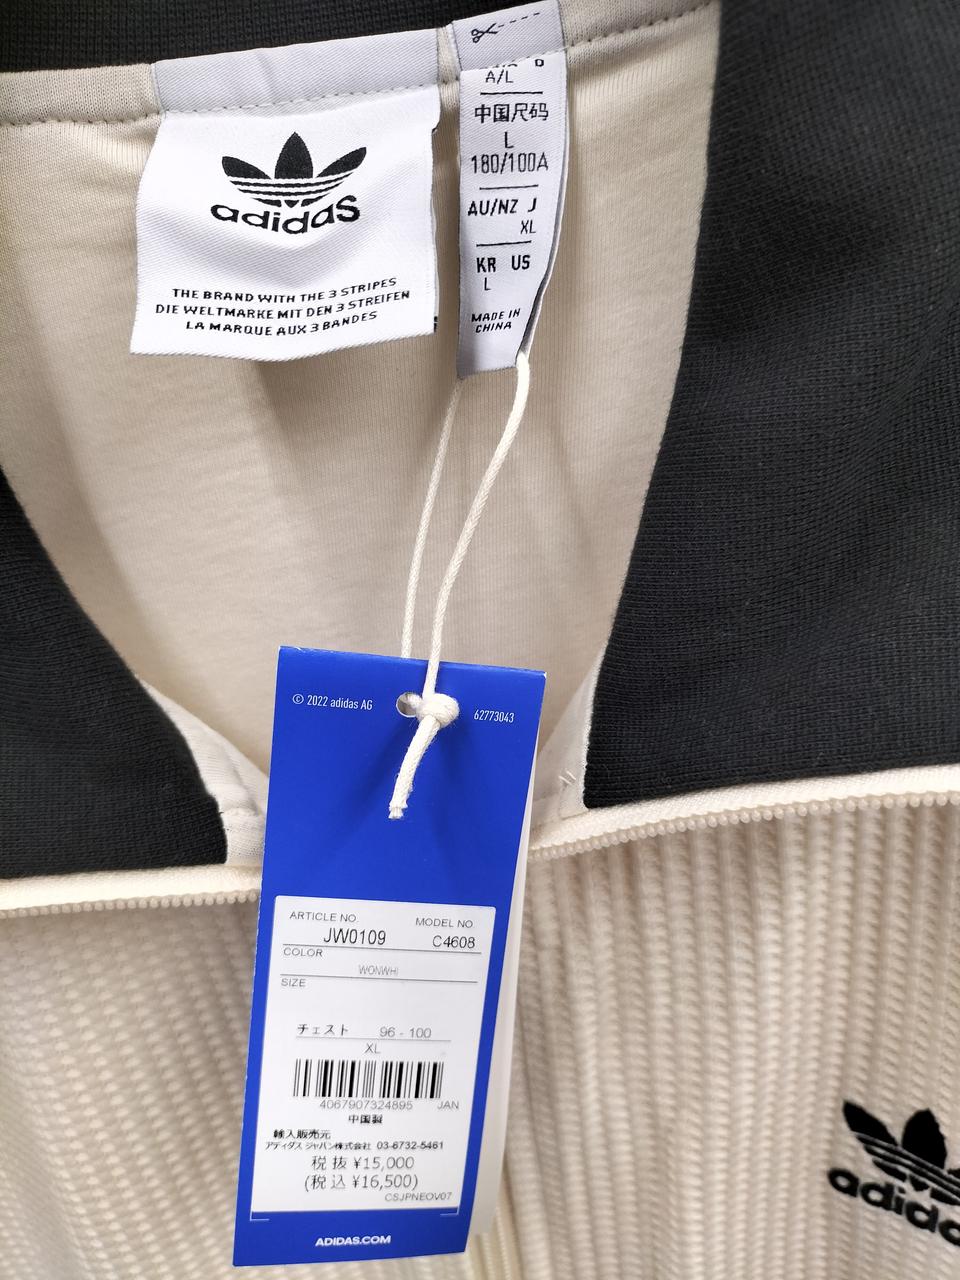 adidas
THE BRAND WITH THE 3 STRIPES
DIE WELTMARKE MIT DEN 3 STREIFEN
LA MARQUE AUX 3 BANDES
A/L
中国尺码
L
180/100A
AU/NZ J
XL
KR US
L
MADE IN
CHINA
© 2022 adidas AG
62773043
ARTICLE NO.
MODEL NO
JW0109
C4608
COLOR
WONWHI
SIZE
チェスト 96 - 100
XL
4067907324895 JAN
中国製
輸入販売元
アディダス ジャパン株式会社 03-6732-5461
税 抜 ¥15,000
(税 込 ¥16,500)
CSJPNEOV07
ADIDAS.COM
adidas